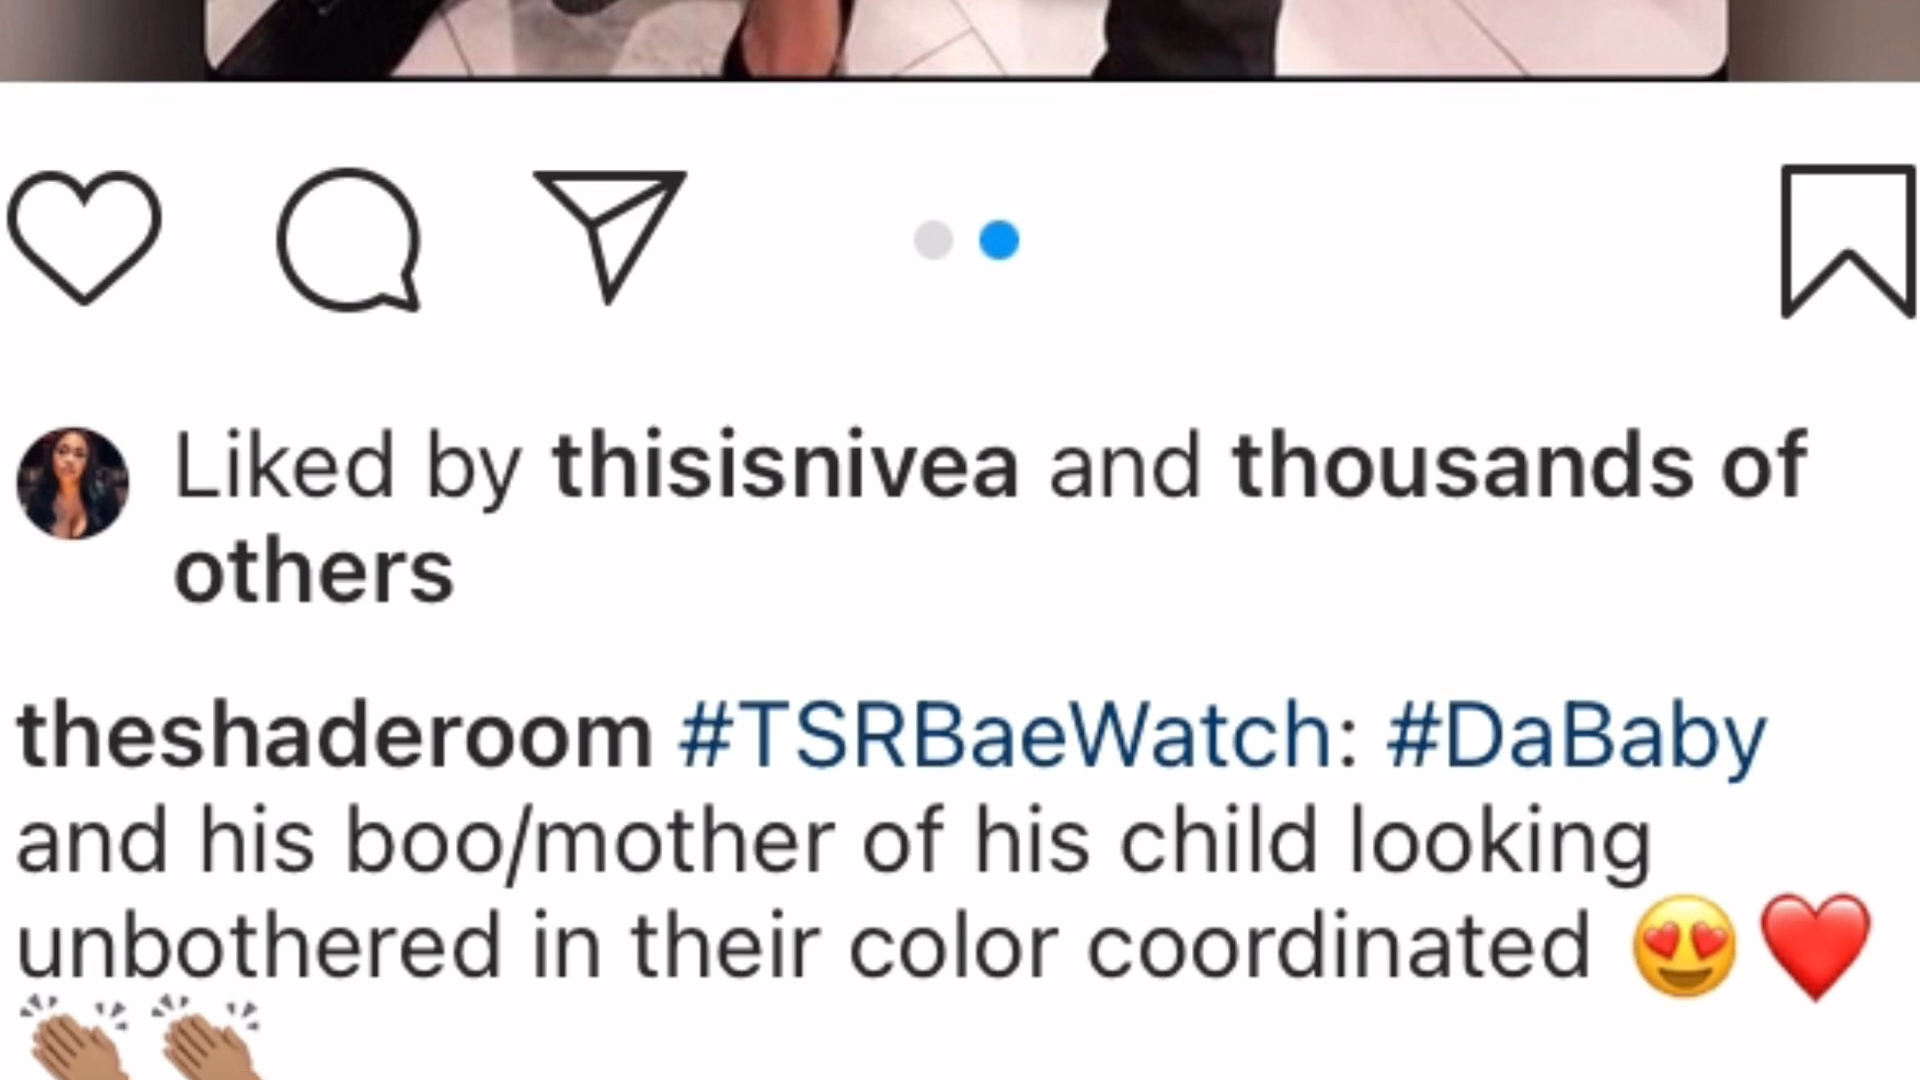 Liked by thisisnivea and thousands of
others
theshaderoom #TSRBaeWatch: #DaBaby
and his boo/mother of his child looking
unbothered in their color coordinated 😍❤️
👏🏽👏🏽